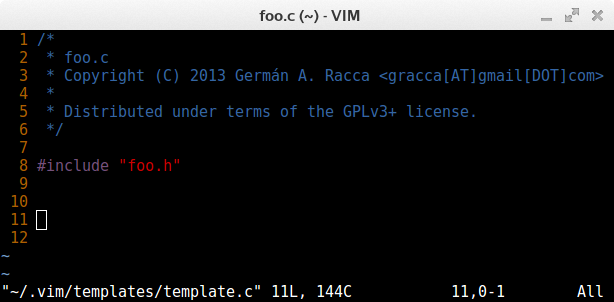 foo.c (~) - VIM
1 /*
2  * foo.c
3  * Copyright (C) 2013 Germán A. Racca <gracca[AT]gmail[DOT]com>
4  *
5  * Distributed under terms of the GPLv3+ license.
6  */
7
8 #include "foo.h"
9
10
11
12
~
~
"~/.vim/templates/template.c" 11L, 144C 11,0-1 All